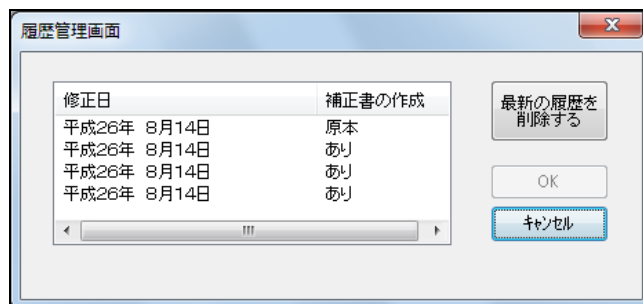 履歴管理画面
修正日 補正書の作成
平成26年 8月14日 原本
平成26年 8月14日 あり
平成26年 8月14日 あり
平成26年 8月14日 あり
最新の履歴を
削除する
OK
キャンセル